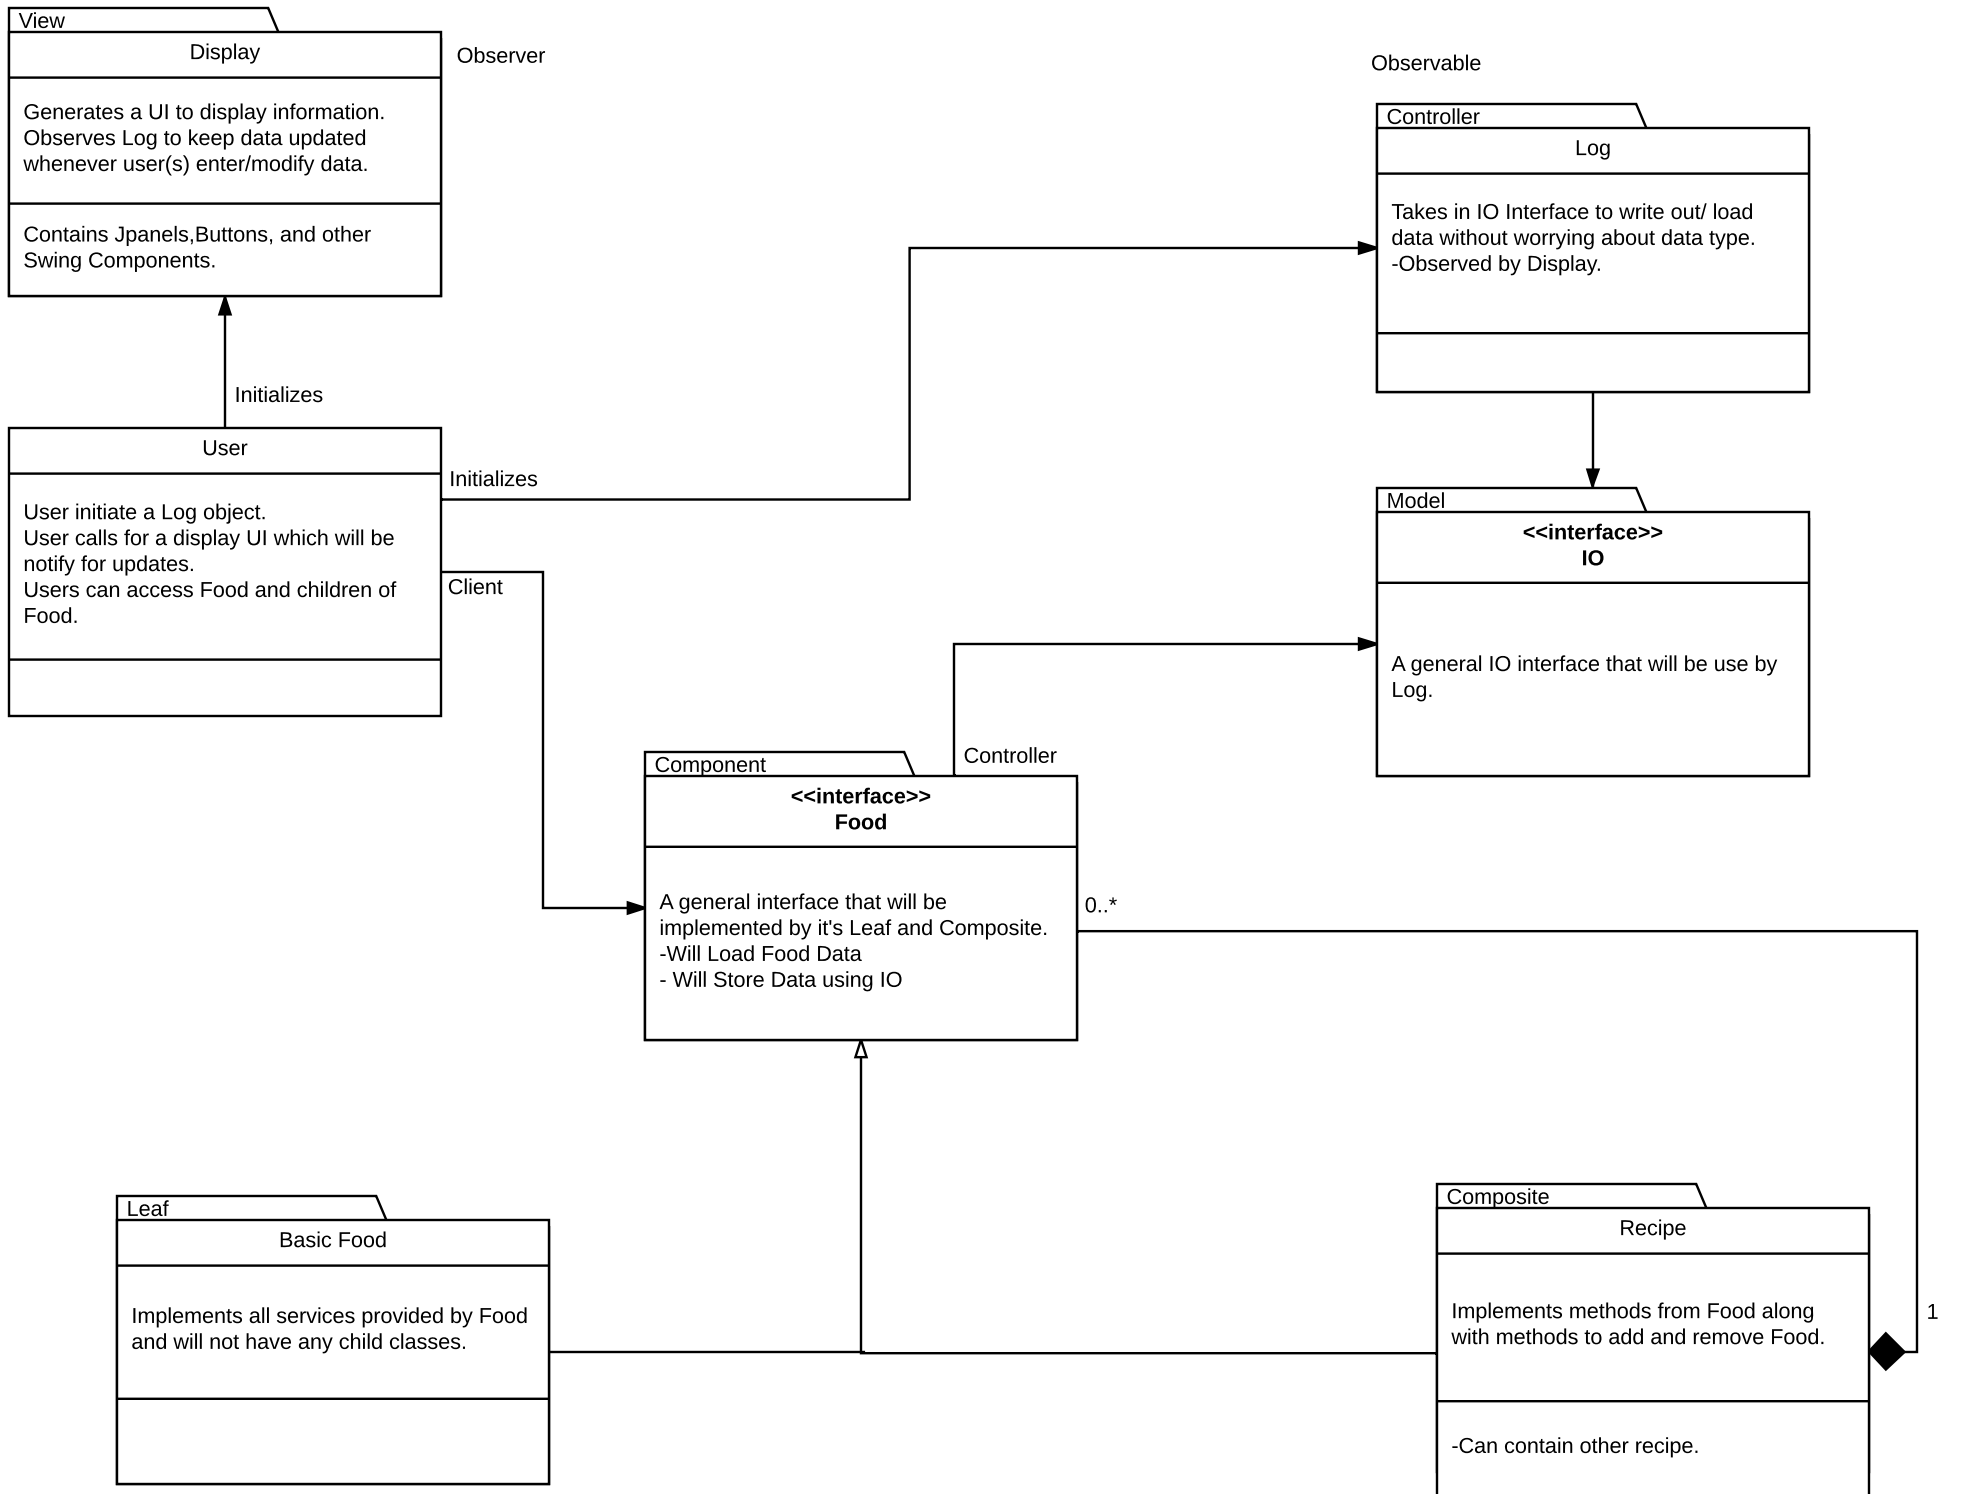 View
Display
Observer
Generates a UI to display information.
Observes Log to keep data updated
whenever user(s) enter/modify data.
Contains Jpanels,Buttons, and other
Swing Components.
Observable
Controller
Log
Takes in IO Interface to write out/ load
data without worrying about data type.
-Observed by Display.
Initializes
User
User initiate a Log object.
User calls for a display UI which will be
notify for updates.
Users can access Food and children of
Food.
Initializes
Client
Model
<<interface>>
IO
A general IO interface that will be use by
Log.
Controller
Component
<<interface>>
Food
A general interface that will be
implemented by it's Leaf and Composite.
-Will Load Food Data
- Will Store Data using IO
0..*
Leaf
Basic Food
Implements all services provided by Food
and will not have any child classes.
Composite
Recipe
Implements methods from Food along
with methods to add and remove Food.
-Can contain other recipe.
1